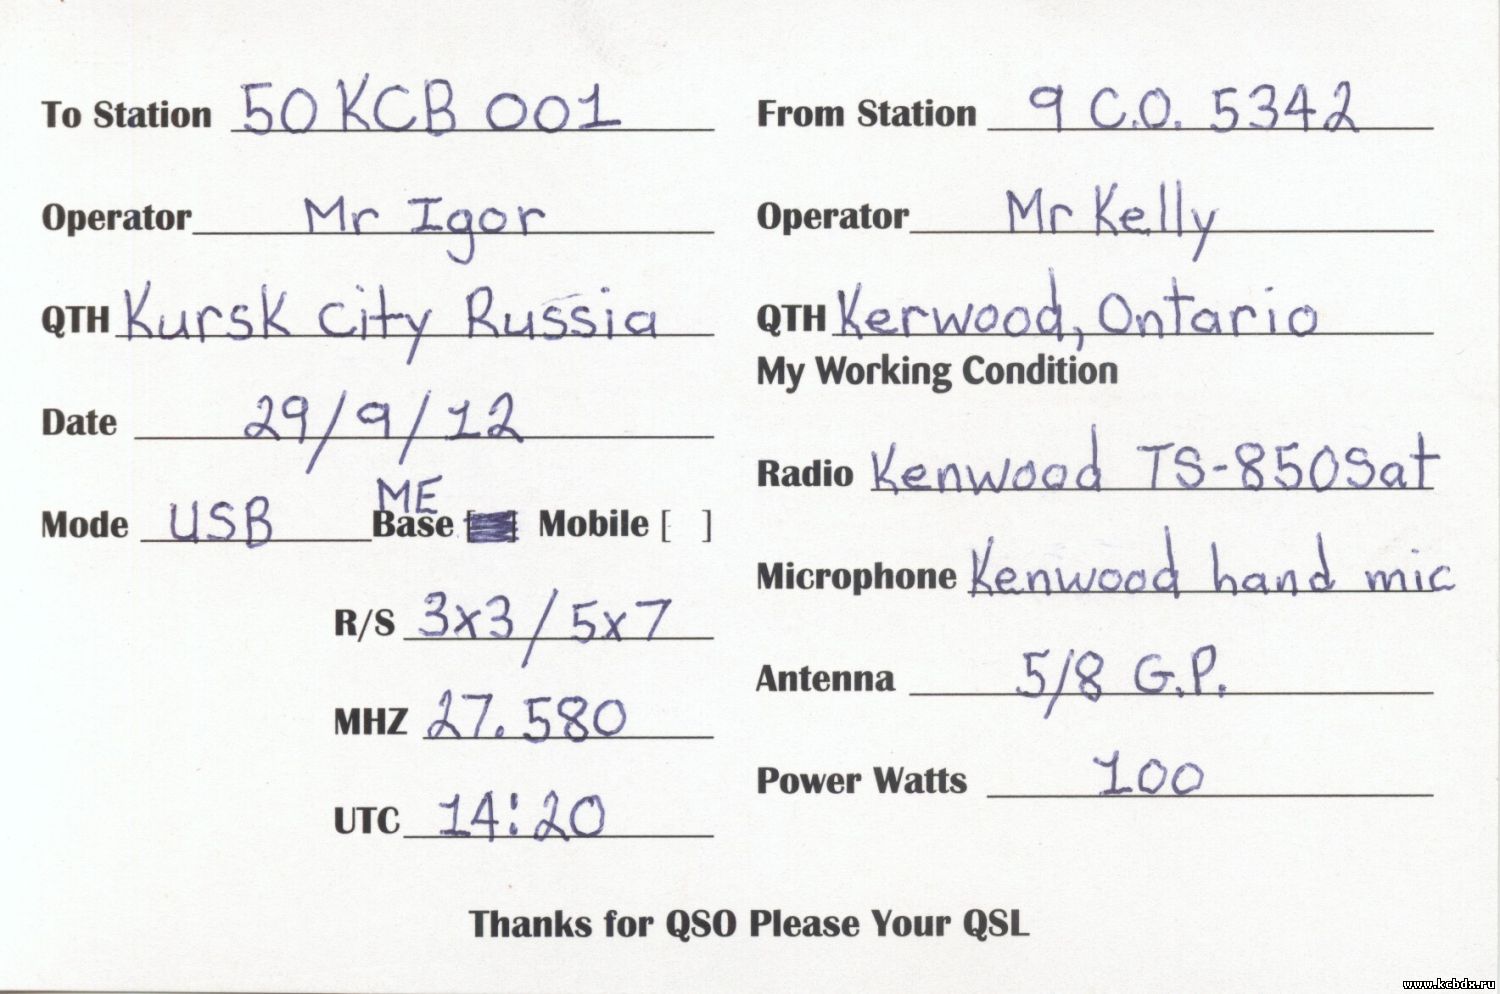 To Station 50 KCB 001
Operator Mr Igor
QTH Kursk city Russia
Date 29/9/12
ME
Mode USB Base [ ] Mobile [ ]
R/S 3x3 / 5x7
MHZ 27.580
UTC 14:20
From Station 9 C.O. 5342
Operator Mr Kelly
QTH Kerwood, Ontario
My Working Condition
Radio Kenwood TS-850Sat
Microphone Kenwood hand mic
Antenna 5/8 G.P.
Power Watts 100
Thanks for QSO Please Your QSL
www.kcbdx.ru